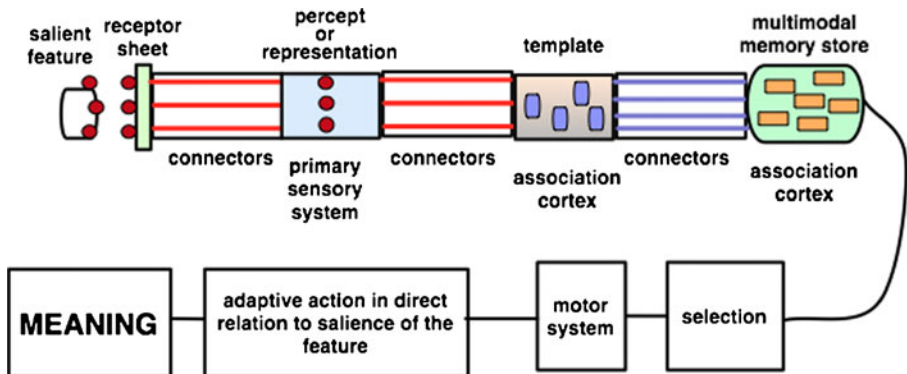 salient
feature
receptor
sheet
percept
or
representation
template
multimodal
memory store
connectors
primary
sensory
system
connectors
association
cortex
connectors
association
cortex
MEANING
adaptive action in direct
relation to salience of the
feature
motor
system
selection